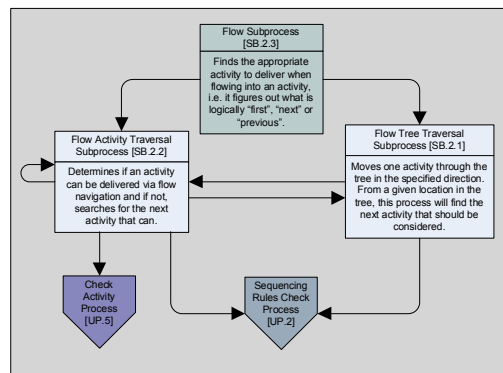 Flow Subprocess
[SB.2.3]
Finds the appropriate
activity to deliver when
flowing into an activity,
i.e. it figures out what is
logically “first”, “next” or
“previous”.
Flow Activity Traversal
Subprocess [SB.2.2]
Determines if an activity
can be delivered via flow
navigation and if not,
searches for the next
activity that can.
Flow Tree Traversal
Subprocess [SB.2.1]
Moves one activity through the
tree in the specified direction.
From a given location in the
tree, this process will find the
next activity that should be
considered.
Check
Activity
Process
[UP.5]
Sequencing
Rules Check
Process
[UP.2]